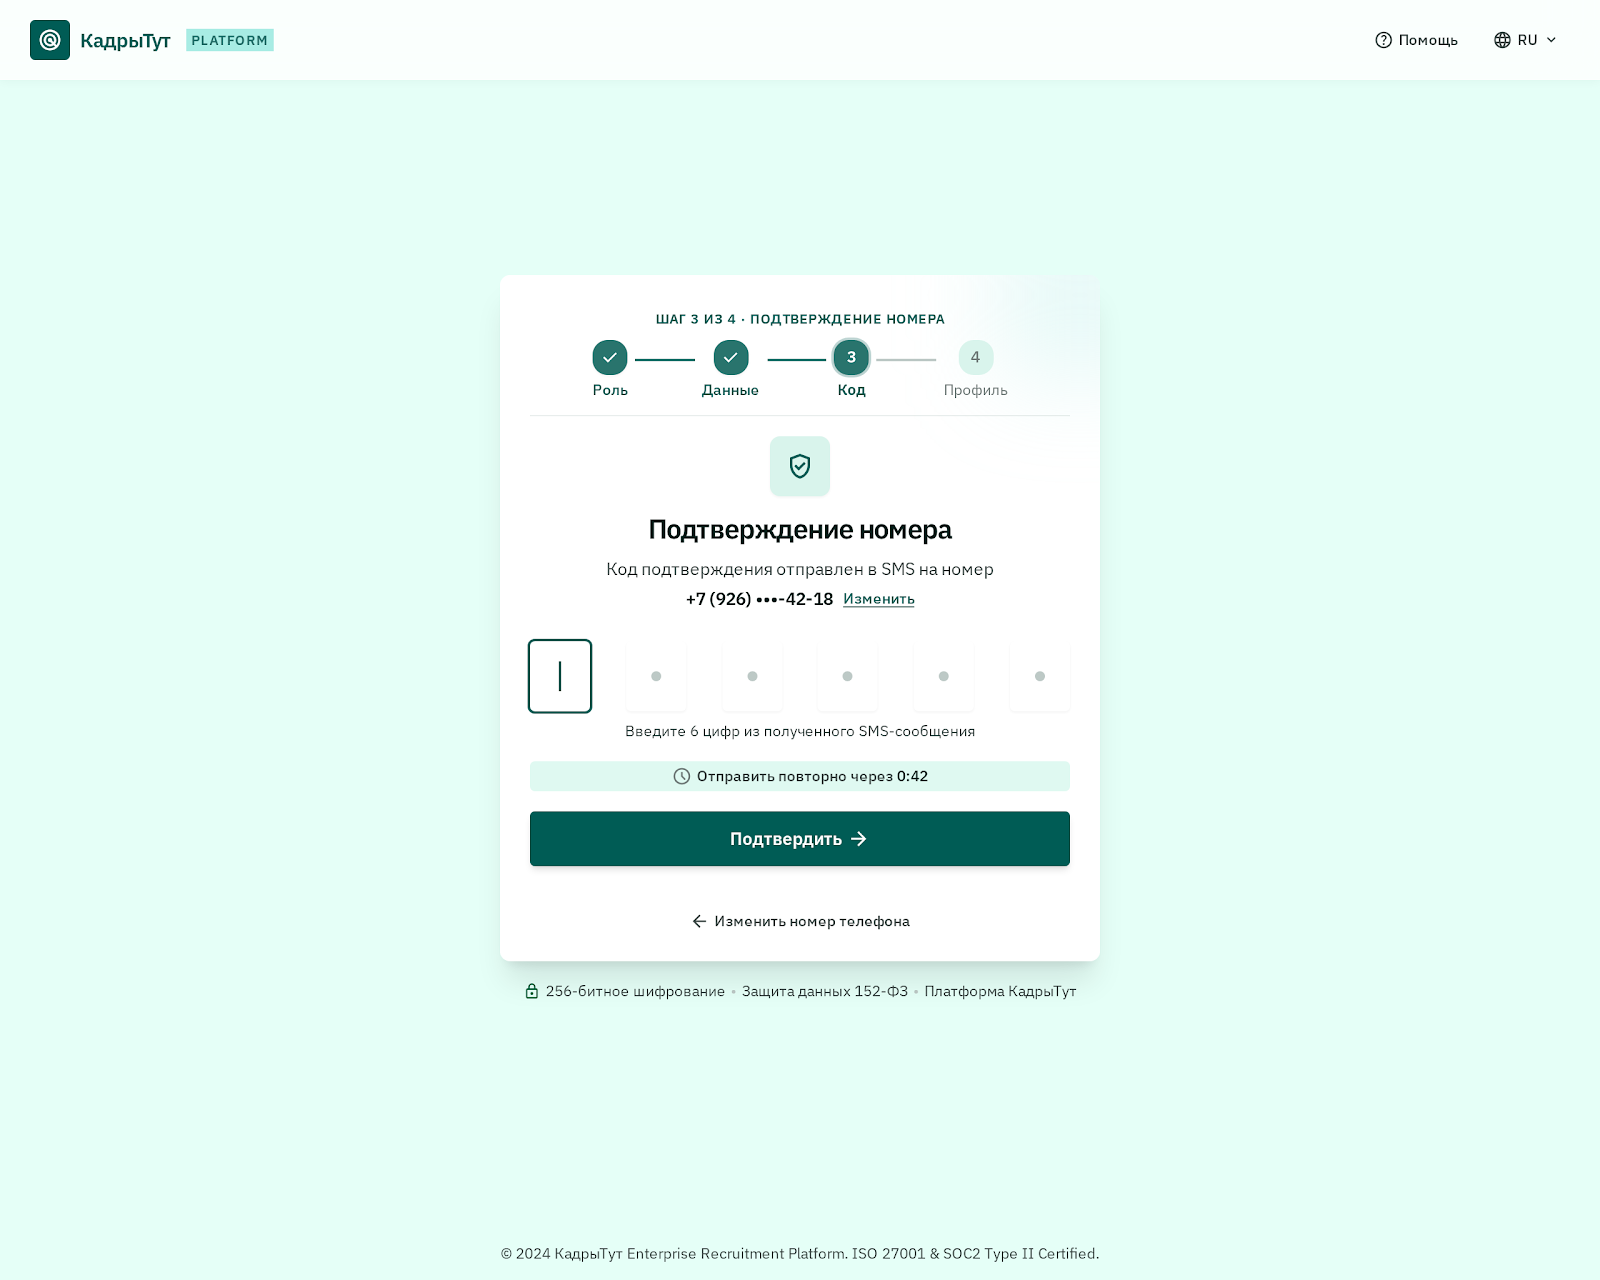 КадрыТут PLATFORM
Помощь
RU
ШАГ 3 ИЗ 4 · ПОДТВЕРЖДЕНИЕ НОМЕРА
3 4
Роль Данные Код Профиль
Подтверждение номера
Код подтверждения отправлен в SMS на номер
+7 (926) •••-42-18 Изменить
Введите 6 цифр из полученного SMS-сообщения
Отправить повторно через 0:42
Подтвердить →
← Изменить номер телефона
256-битное шифрование • Защита данных 152-ФЗ • Платформа КадрыТут
© 2024 КадрыТут Enterprise Recruitment Platform. ISO 27001 & SOC2 Type II Certified.